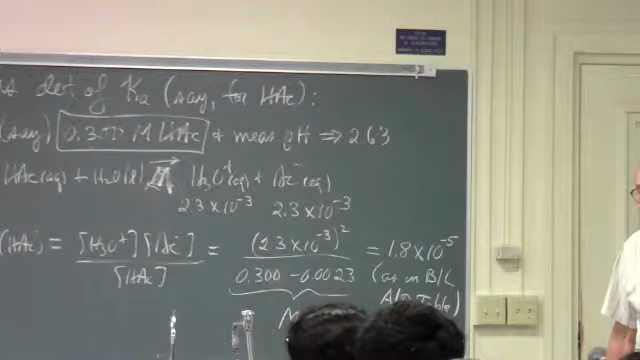 det. of Ka (say, for HAc):
(say) 0.300 M HAc & meas pH ⇒ 2.63
HAc(aq) + H2O(l) H3O+(aq) + Ac-(aq)
2.3 × 10-3 2.3 × 10-3
(HAc) = [H3O+][Ac-] / [HAc] = (2.3 × 10-3)2 / 0.300 - 0.0023 = 1.8 × 10-5
(as in B/L
Table)